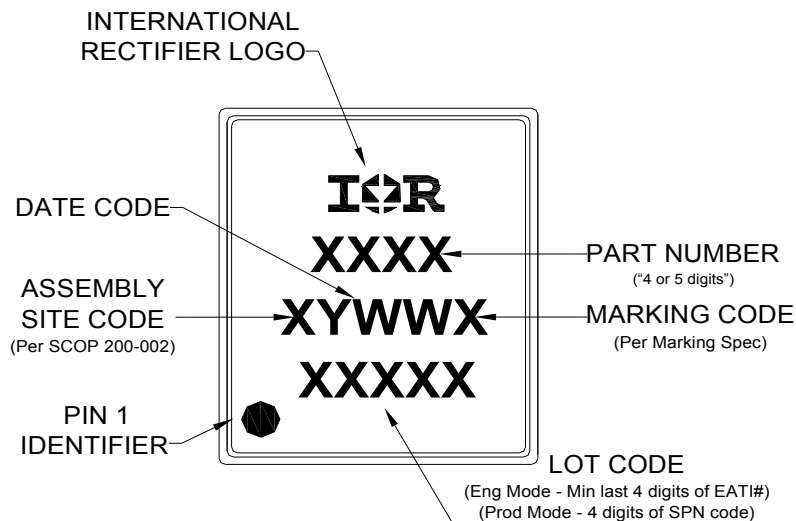 INTERNATIONAL
RECTIFIER LOGO
IOR
DATE CODE
XXXX
PART NUMBER
(“4 or 5 digits”)
ASSEMBLY
SITE CODE
(Per SCOP 200-002)
XYWWX
MARKING CODE
(Per Marking Spec)
XXXXX
PIN 1
IDENTIFIER
LOT CODE
(Eng Mode - Min last 4 digits of EATI#)
(Prod Mode - 4 digits of SPN code)